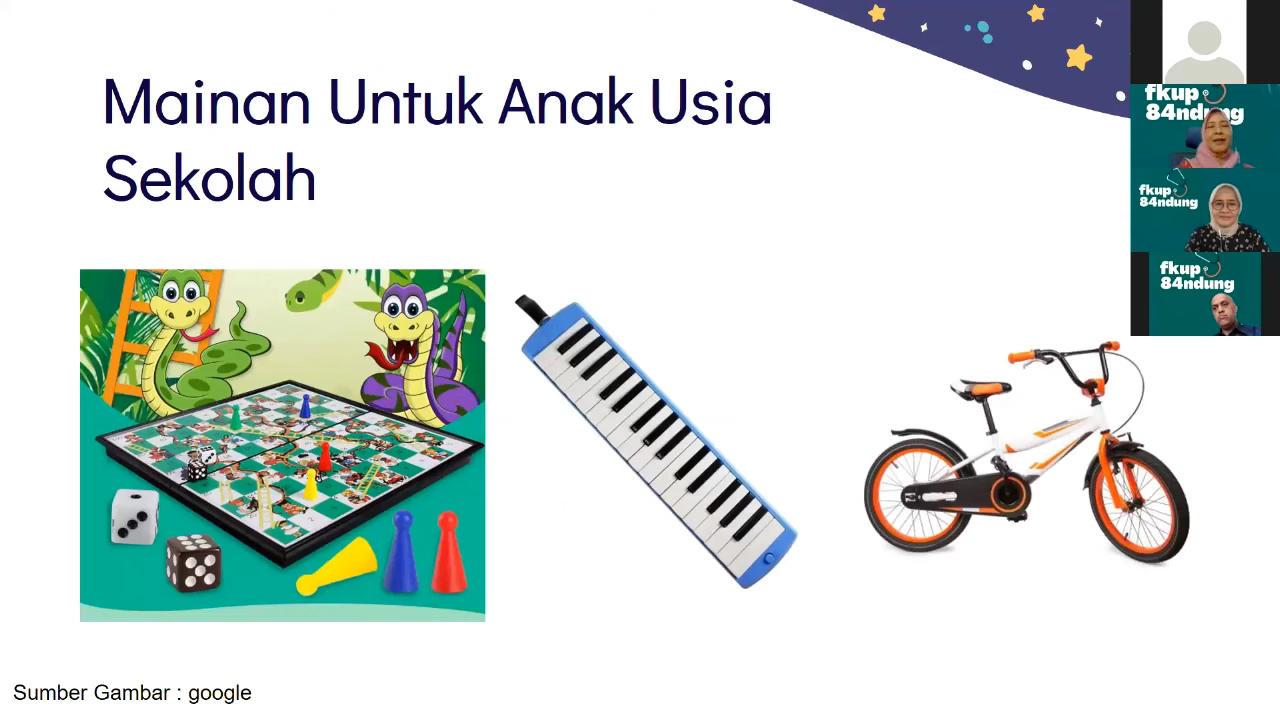 Mainan Untuk Anak Usia
Sekolah
fkup
84ndung
fkup
84ndung
fkup
84ndung
Sumber Gambar : google